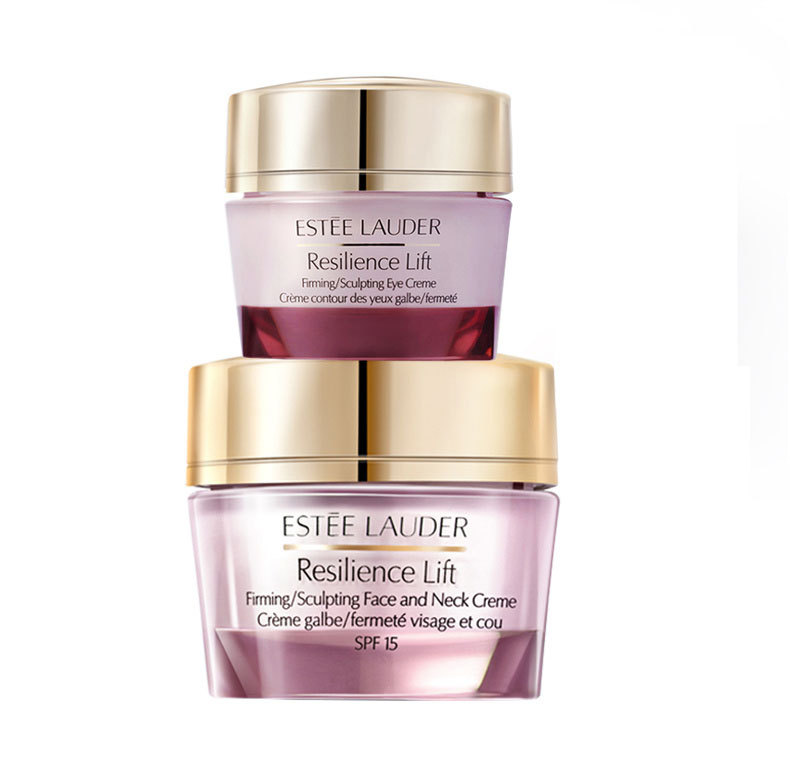 ESTĒE LAUDER
Resilience Lift
Firming/Sculpting Eye Creme
Crème contour des yeux galbe/fermeté
ESTĒE LAUDER
Resilience Lift
Firming/Sculpting Face and Neck Creme
Crème galbe/fermeté visage et cou
SPF 15